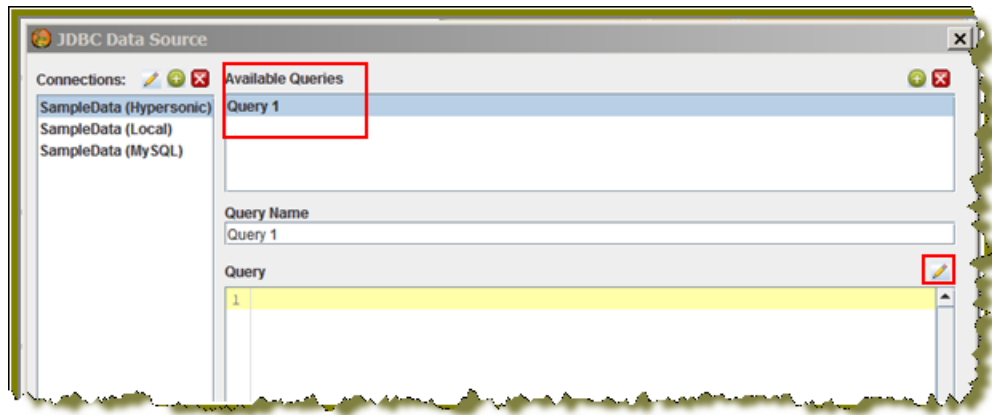 JDBC Data Source
Connections:
SampleData (Hypersonic)
SampleData (Local)
SampleData (MySQL)
Available Queries
Query 1
Query Name
Query 1
Query
1